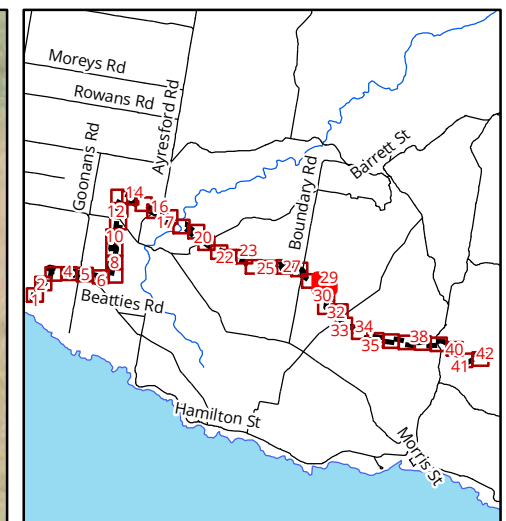 Moreys Rd
Rowans Rd
Ayresford Rd
Goonans Rd
Barrett St
Boundary Rd
14
12
16
17
10
20
23
22
8
25
27
29
4
5
6
2
1
30
Beatties Rd
32
33
34
35
38
40
42
41
Hamilton St
Morris St